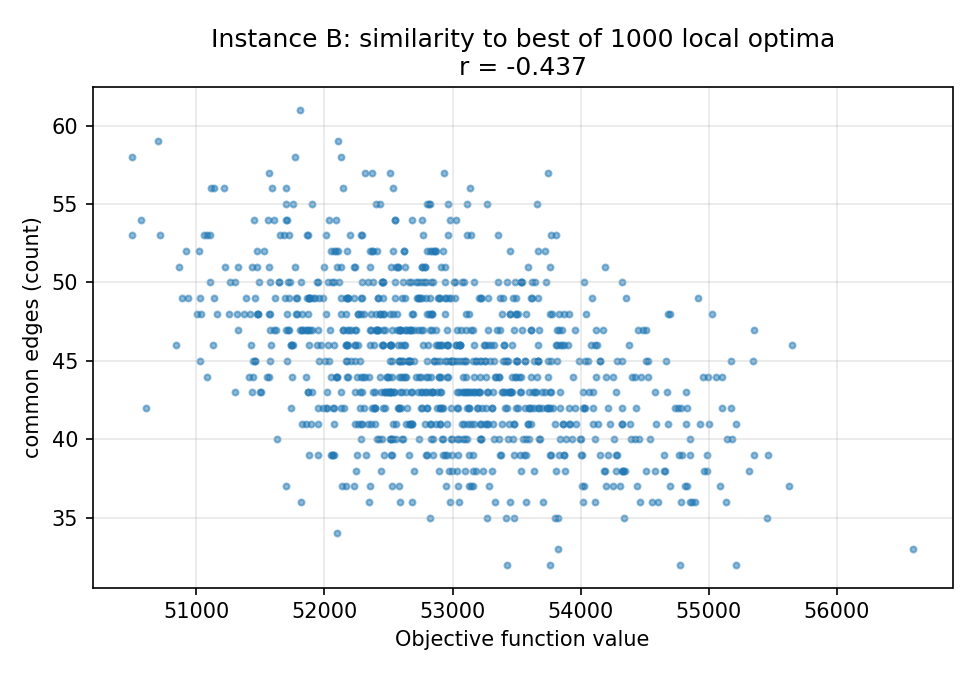 Instance B: similarity to best of 1000 local optima
r = -0.437
common edges (count)
60
55
50
45
40
35
51000 52000 53000 54000 55000 56000
Objective function value